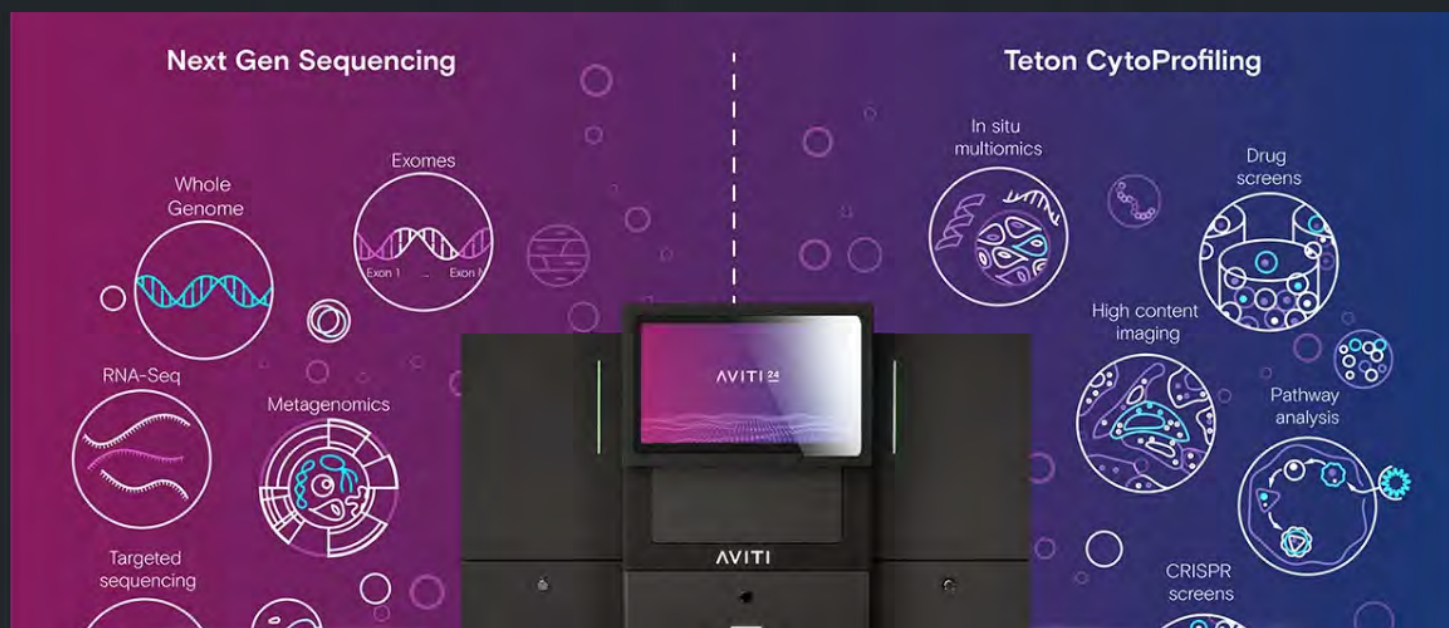 Next Gen Sequencing
Whole
Genome
Exomes
Exon 1 ..
Exon N
RNA-Seq
Metagenomics
Targeted
sequencing
Teton CytoProfiling
In situ
multiomics
Drug
screens
High content
imaging
Pathway
analysis
CRISPR
screens
AVITI 24
AVITI